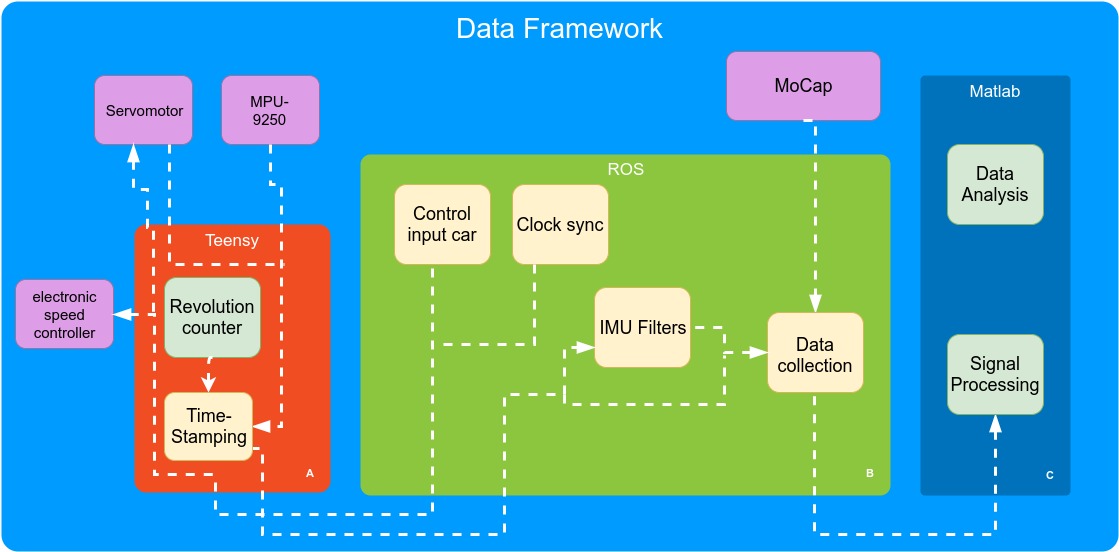 Data Framework
Servomotor
MPU-
9250
MoCap
Matlab
Data
Analysis
ROS
Control
input car
Clock sync
Teensy
electronic
speed
controller
Revolution
counter
IMU Filters
Data
collection
Signal
Processing
Time-
Stamping
A
B
C